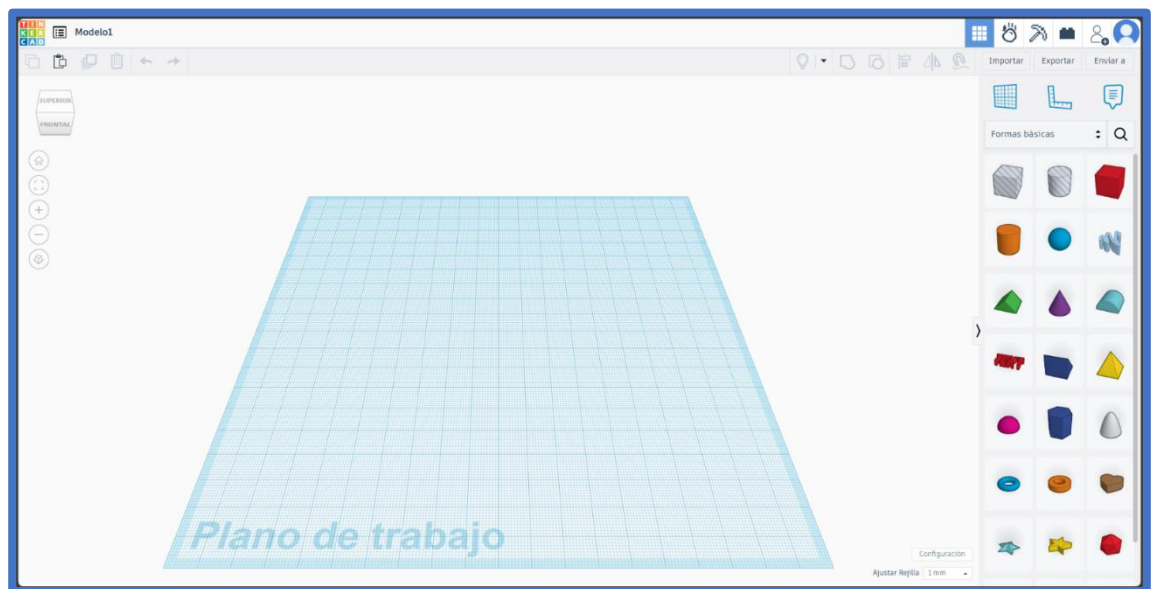 TIN
KER
CAD
Modelo1
Importar Exportar Enviar a
SUPERIOR
FRONTAL
Formas básicas
TEXT
Plano de trabajo
Configuración
Ajustar Rejilla 1 mm